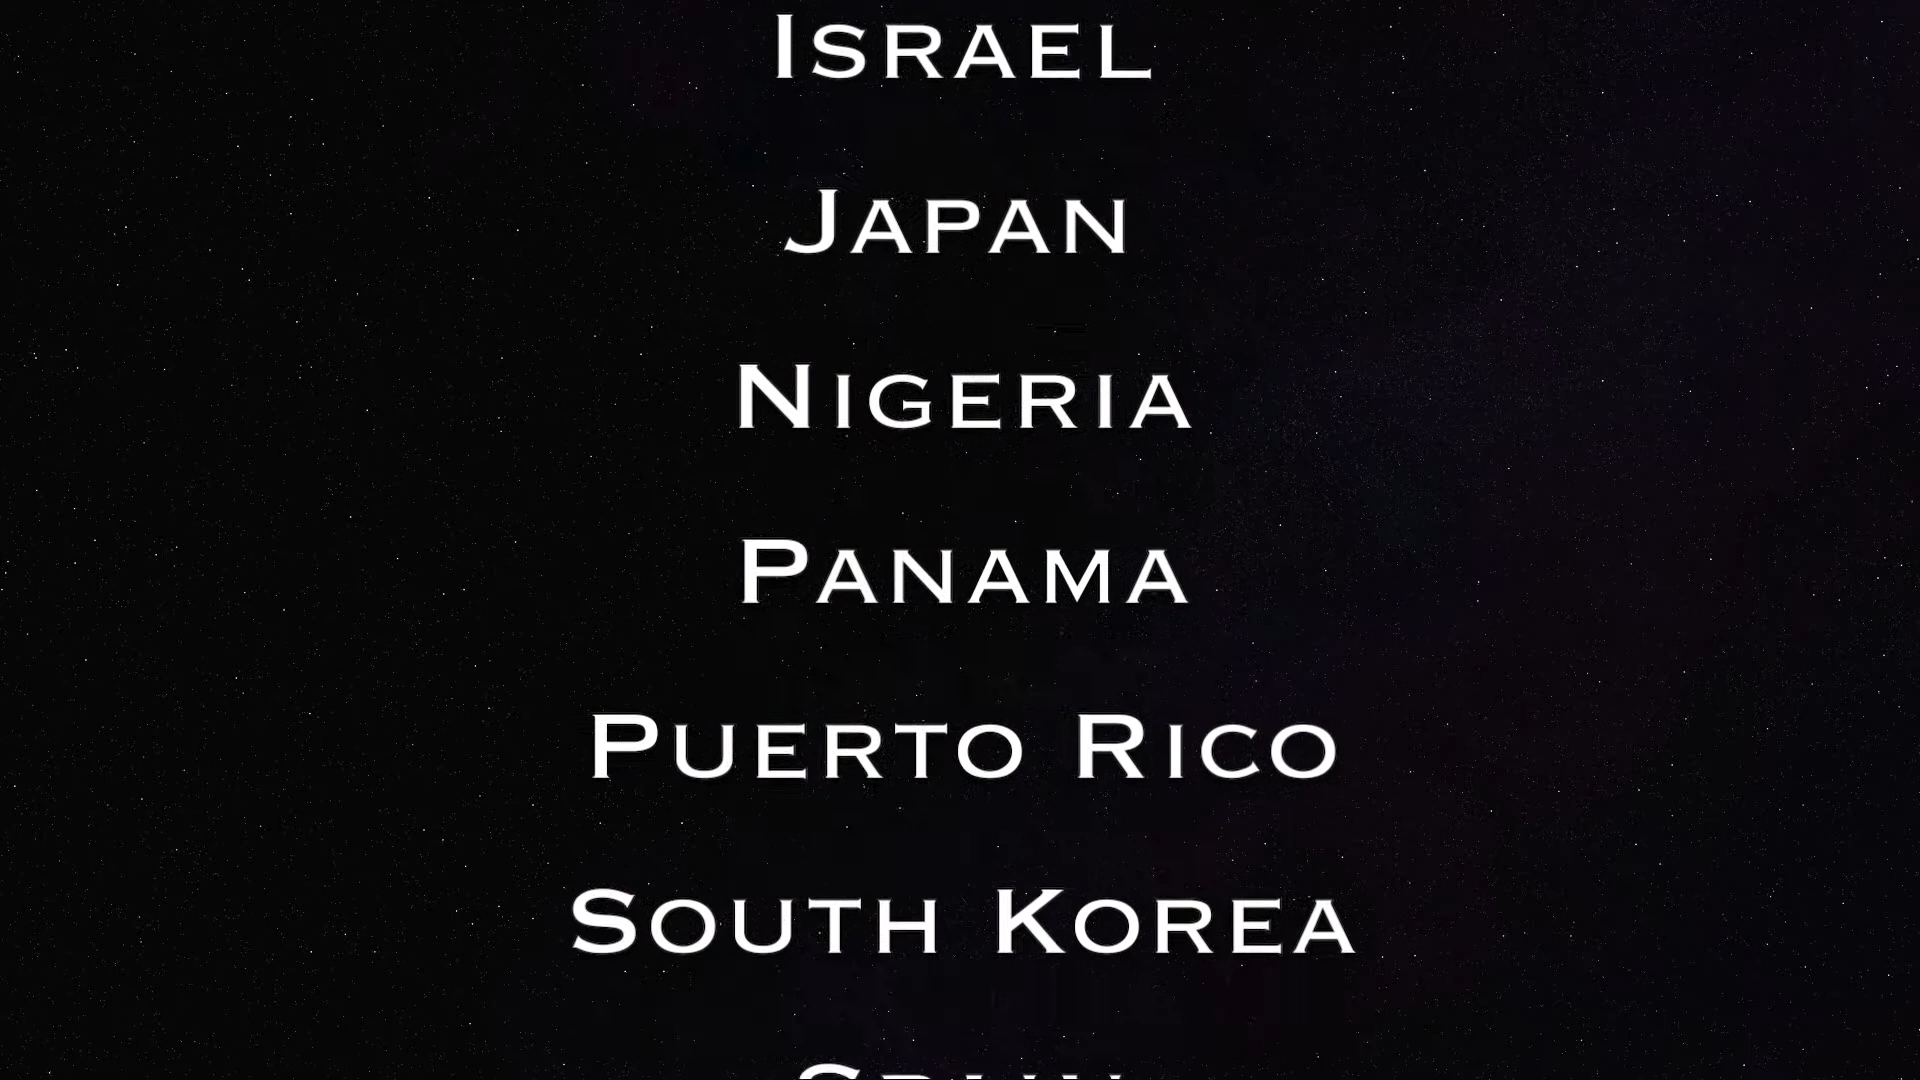 Israel
Japan
Nigeria
Panama
Puerto Rico
South Korea